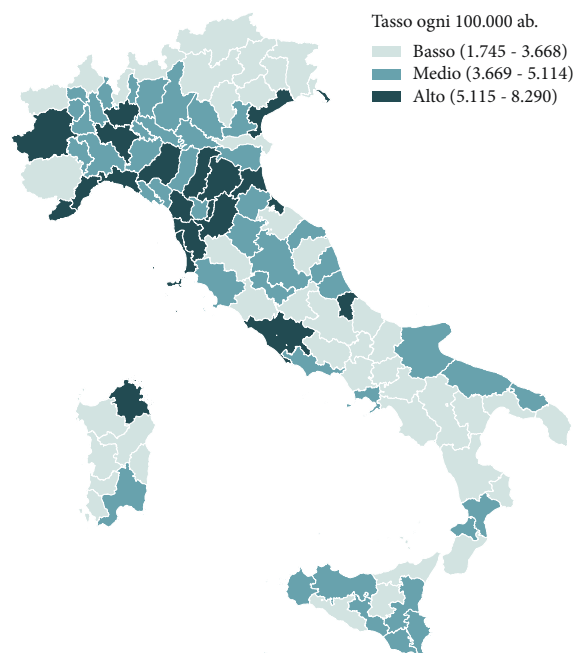 Tasso ogni 100.000 ab.
Basso (1.745 - 3.668)
Medio (3.669 - 5.114)
Alto (5.115 - 8.290)